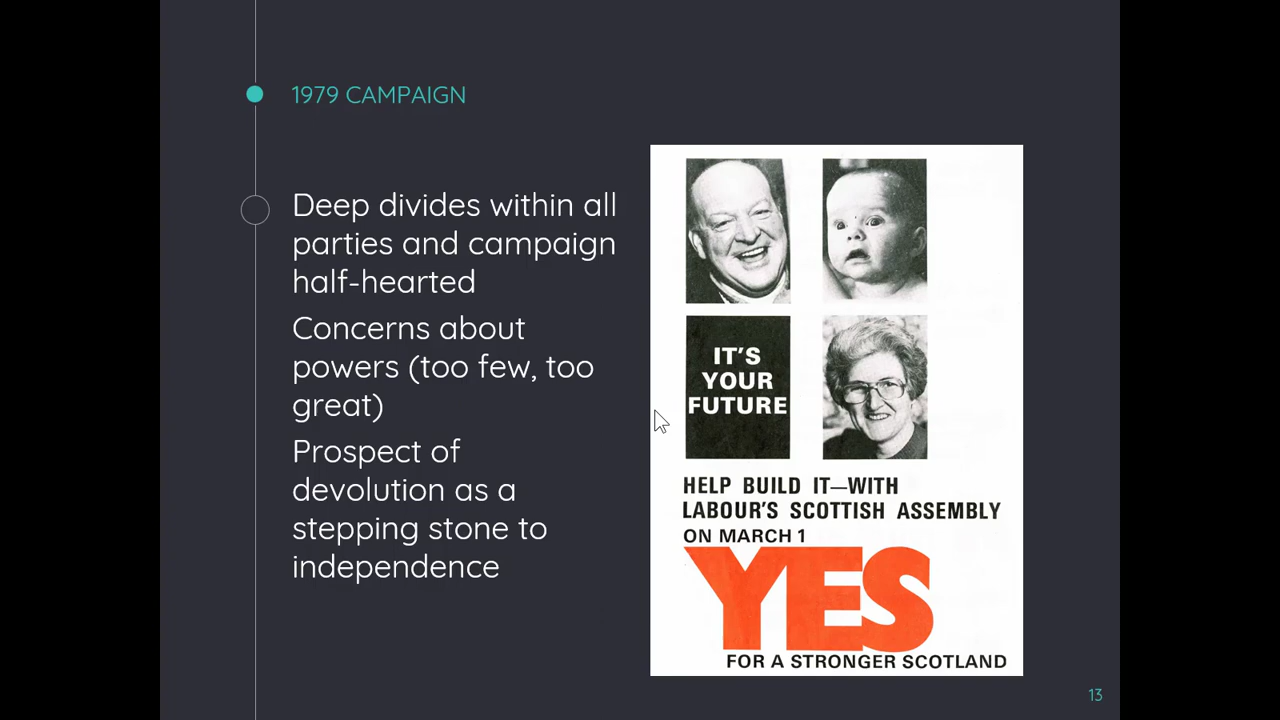 1979 CAMPAIGN
Deep divides within all
parties and campaign
half-hearted
Concerns about
powers (too few, too
great)
Prospect of
devolution as a
stepping stone to
independence
IT'S
YOUR
FUTURE
HELP BUILD IT—WITH
LABOUR'S SCOTTISH ASSEMBLY
ON MARCH 1
YES
FOR A STRONGER SCOTLAND
13